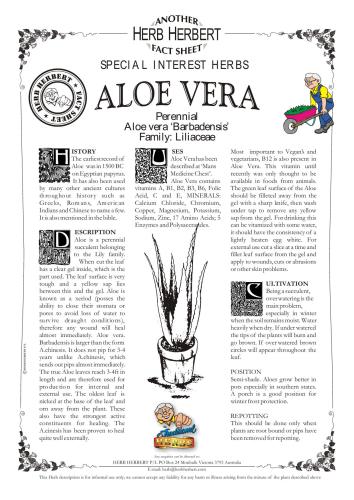 ANOTHER
HERB HERBERT
FACT SHEET
SPECIAL INTEREST HERBS
HERB HERBERT
FACT SHEET
ALOE VERA
Perennial
Aloe vera 'Barbadensis'
Family: Liliaceae
HISTORY
The earliest record of
Aloe was in 1500 BC
on Egyptian papyrus.
It has also been used
by many other ancient cultures
throughout history such as
Greeks, Romans, American
Indians and Chinese to name a few.
It is also mentioned in the bible.
DESCRIPTION
Aloe is a perennial
succulent belonging
to the Lily family.
When cut the leaf
has a clear gel inside, which is the
part used. The leaf surface is very
tough and a yellow sap lies
between this and the gel. Aloe is
known as a xeriod (posses the
ability to close their stomata or
pores to avoid loss of water to
survive draught conditions),
therefore any wound will heal
almost immediately. Aloe vera.
Barbadensis is larger than the form
A.chinesis. It does not pip for 3-4
years unlike A.chinesis, which
sends out pips almost immediately.
The true Aloe leaves reach 3-4ft in
length and are therefore used for
production for internal and
external use. The oldest leaf is
nicked at the base of the leaf and
torn away from the plant. These
also have the strongest active
constituents for healing. The
A.cinesis has been proven to heal
quite well externally.
USES
Aloe Vera has been
described as 'Mans
Medicine Chest'.
Aloe Vera contains
vitamins A, B1, B2, B3, B6, Folic
Acid, C and E, MINERALS:
Calcium Chloride, Chromium,
Copper, Magnesium, Potassium,
Sodium, Zinc, 17 Amino Acids; 5
Enzymes and Polysaccarides.
Most important to Vegan's and
vegetarians, B12 is also present in
Aloe Vera. This vitamin until
recently was only thought to be
available in foods from animals.
The green leaf surface of the Aloe
should be filleted away from the
gel with a sharp knife, then wash
under tap to remove any yellow
sap from the gel. For drinking this
can be vitamized with some water,
it should have the consistency of a
lightly beaten egg white. For
external use cut a slice at a time and
fillet leaf surface from the gel and
apply to wounds, cuts or abrasions
or other skin problems.
CULTIVATION
Being a succulent,
over watering is the
main problem,
especially in winter
when the soil remains moist. Water
heavily when dry. If under watered
the tips of the plants will burn and
go brown. If over watered brown
circles will appear throughout the
leaf.
POSITION
Semi-shade. Aloes grow better in
pots especially in southern states.
A porch is a good position for
winter frost protection.
REPOTTING
This should be done only when
plants are root bound or pips have
been removed for repotting.
Any enquiries can be directed to:
HERB HERBERT P/L PO Box 24 Monbulk Victoria 3793 Australia
E-mail: herb@herbherbert.com
This Herb description is for informal use only, we cannot accept any liability for any harm or illness arising from the misuse of the plant described above